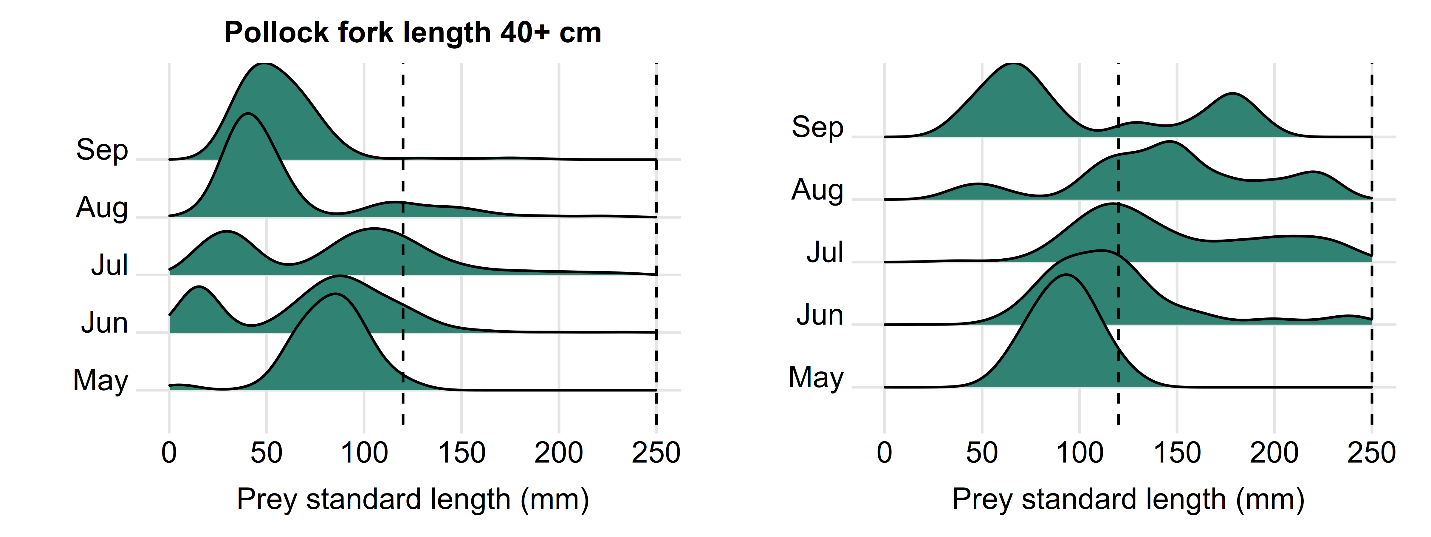 Pollock fork length 40+ cm
Sep
Aug
Jul
Jun
May
0 50 100 150 200 250
Prey standard length (mm)
Sep
Aug
Jul
Jun
May
0 50 100 150 200 250
Prey standard length (mm)